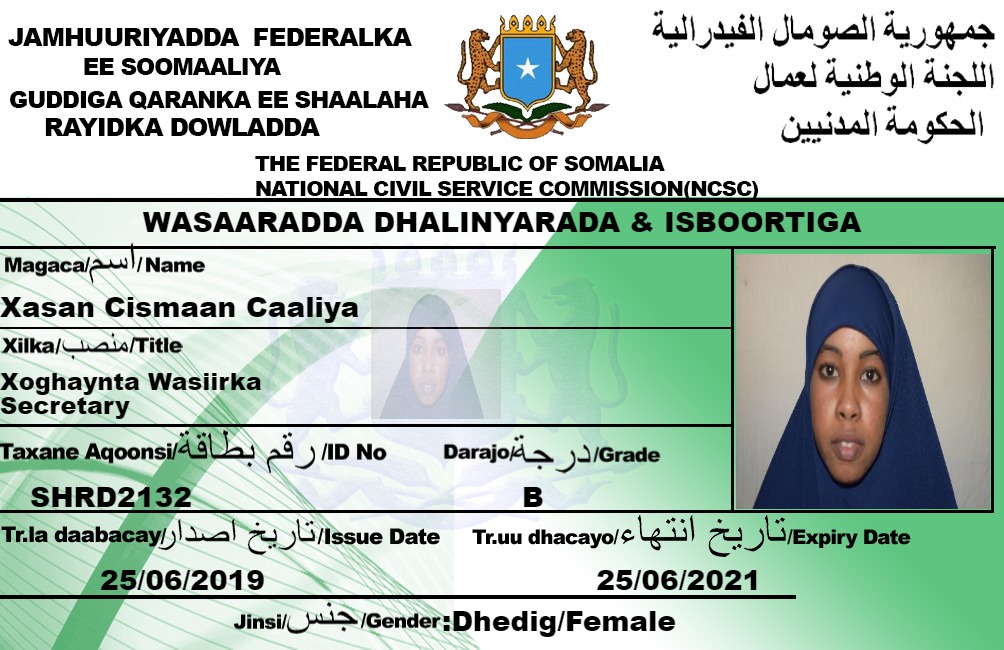 JAMHUURIYADDA FEDERALKA
EE SOOMAALIYA
GUDDIGA QARANKA EE SHAALAHA
RAYIDKA DOWLADDA
جمهورية الصومال الفيدرالية
اللجنة الوطنية لعمال
الحكومة المدنيين
THE FEDERAL REPUBLIC OF SOMALIA
NATIONAL CIVIL SERVICE COMMISSION(NCSC)
WASAARADDA DHALINYARADA & ISBOORTIGA
Magaca/اسم/Name
Xasan Cismaan Caaliya
Xilka/منصب/Title
Xoghaynta Wasiirka
Secretary
Taxane Aqoonsi/رقم بطاقة/ID No Darajo/درجة/Grade
SHRD2132 B
Tr.la daabacay/تاريخ اصدار/Issue Date Tr.uu dhacayo/تاريخ انتهاء/Expiry Date
25/06/2019 25/06/2021
Jinsi/جنس/Gender:Dhedig/Female